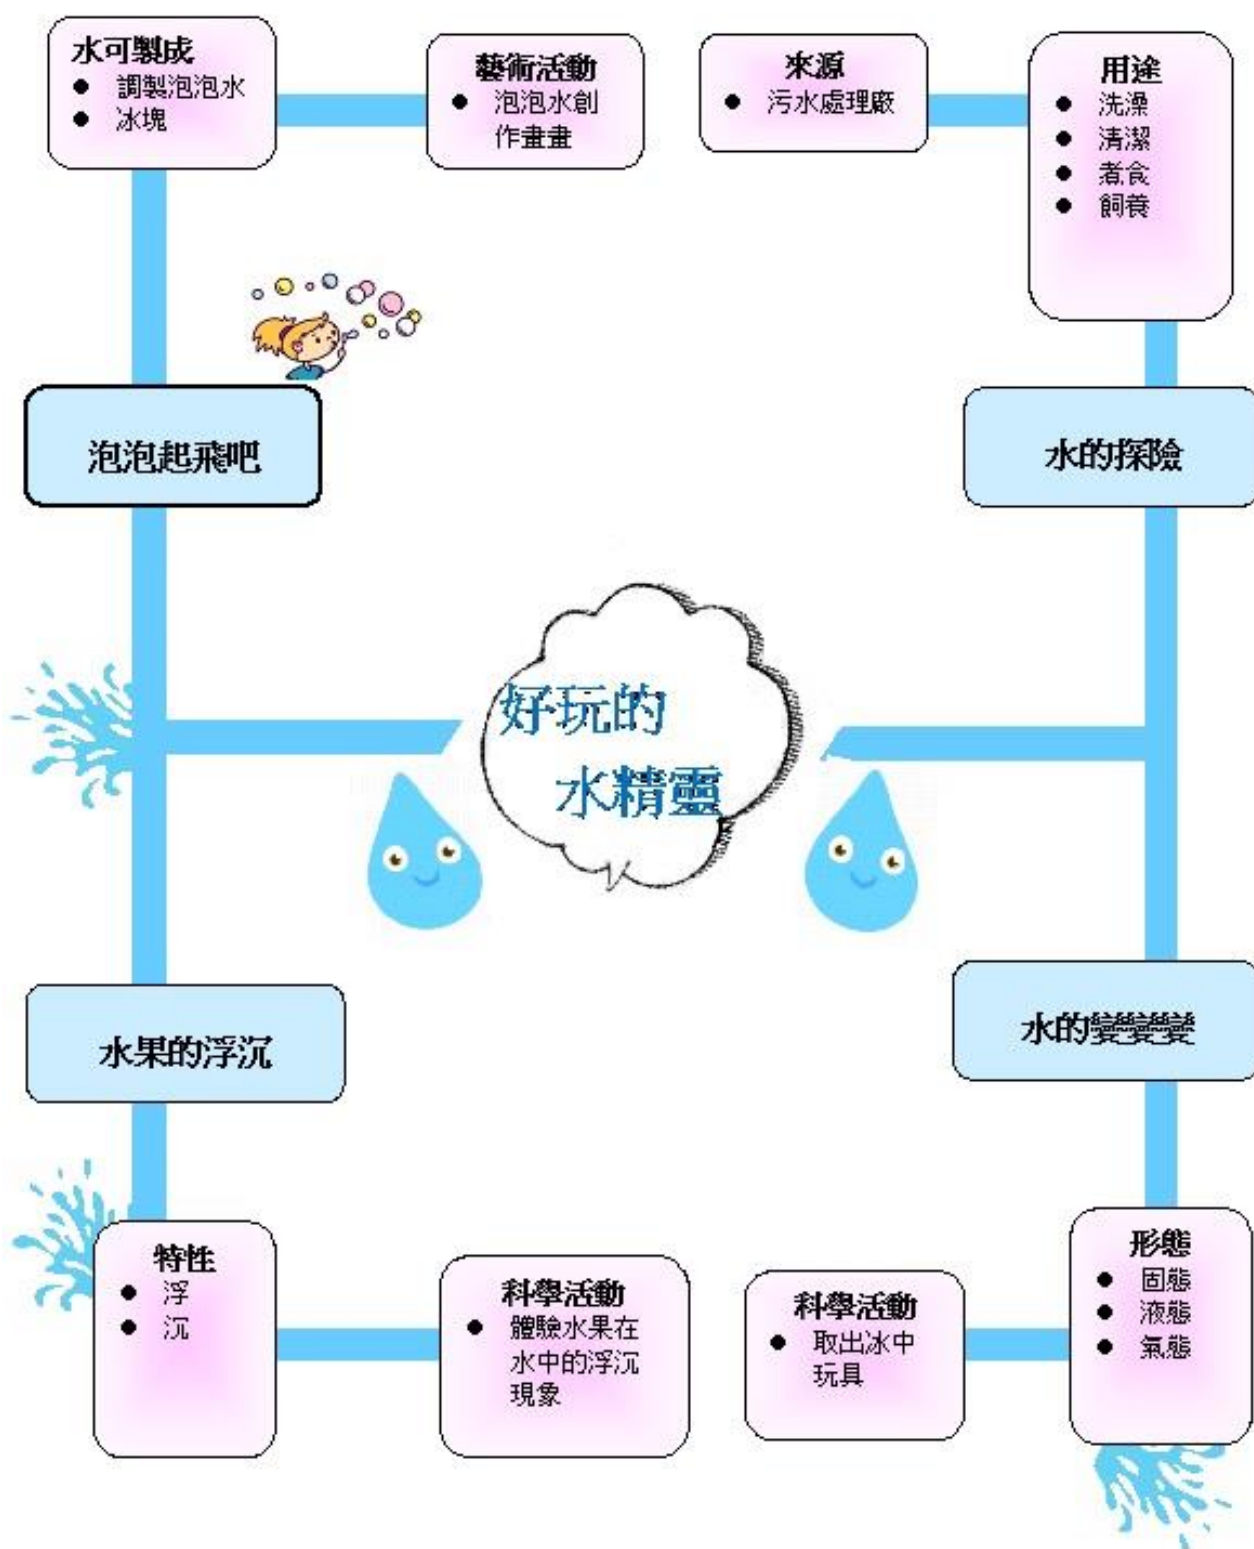 水可製成
● 調製泡泡水
● 冰塊
藝術活動
● 泡泡水創
作畫畫
來源
● 污水處理廠
用途
● 洗澡
● 清潔
● 煮食
● 飼養
泡泡起飛吧
水的探險
好玩的
水精靈
水果的浮沉
水的變變變
特性
● 浮
● 沉
科學活動
● 體驗水果在
水中的浮沉
現象
科學活動
● 取出冰中
玩具
形態
● 固態
● 液態
● 氣態